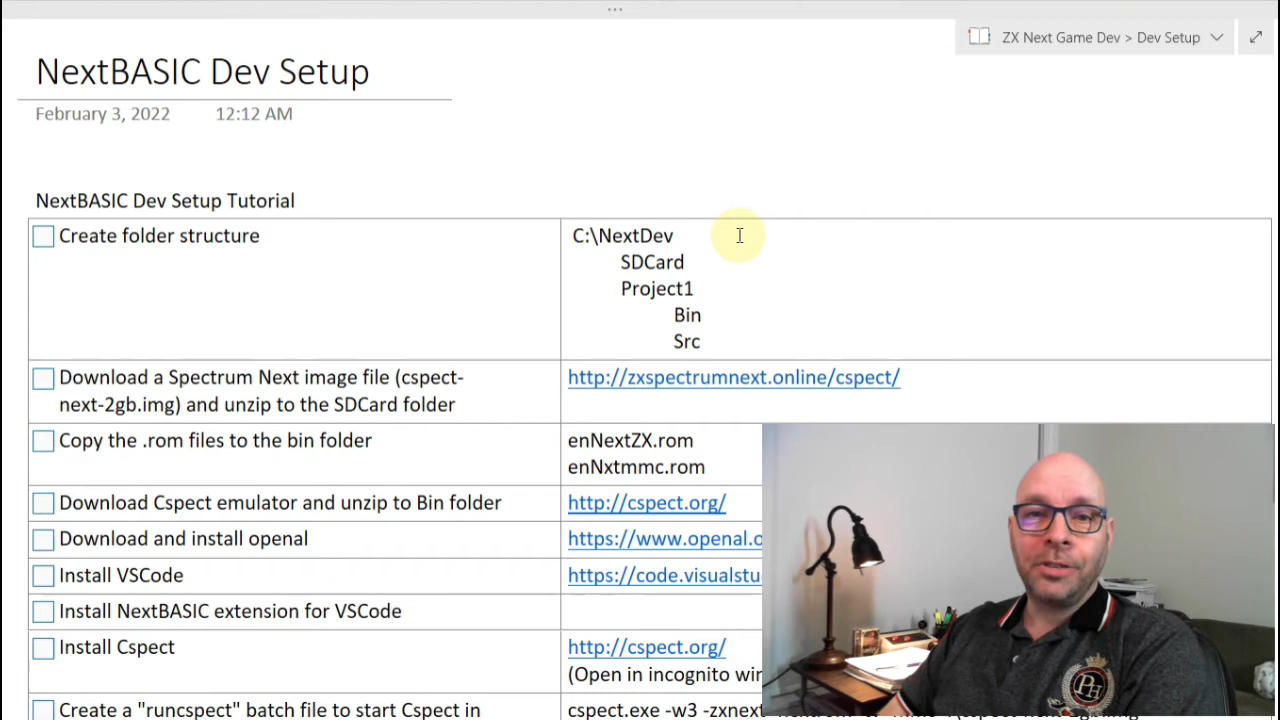 ZX Next Game Dev > Dev Setup
NextBASIC Dev Setup
February 3, 2022 12:12 AM
NextBASIC Dev Setup Tutorial
Create folder structure
C:\NextDev
SDCard
Project1
Bin
Src
Download a Spectrum Next image file (cspect-
next-2gb.img) and unzip to the SDCard folder
http://zxspectrumnext.online/cspect/
Copy the .rom files to the bin folder
enNextZX.rom
enNxtmmc.rom
Download Cspect emulator and unzip to Bin folder
http://cspect.org/
Download and install openal
https://www.openal.o
Install VSCode
https://code.visualstu
Install NextBASIC extension for VSCode
Install Cspect
http://cspect.org/
(Open in incognito wir
Create a "runcspect" batch file to start Cspect in
cspect.exe -w3 -zxnext
PH